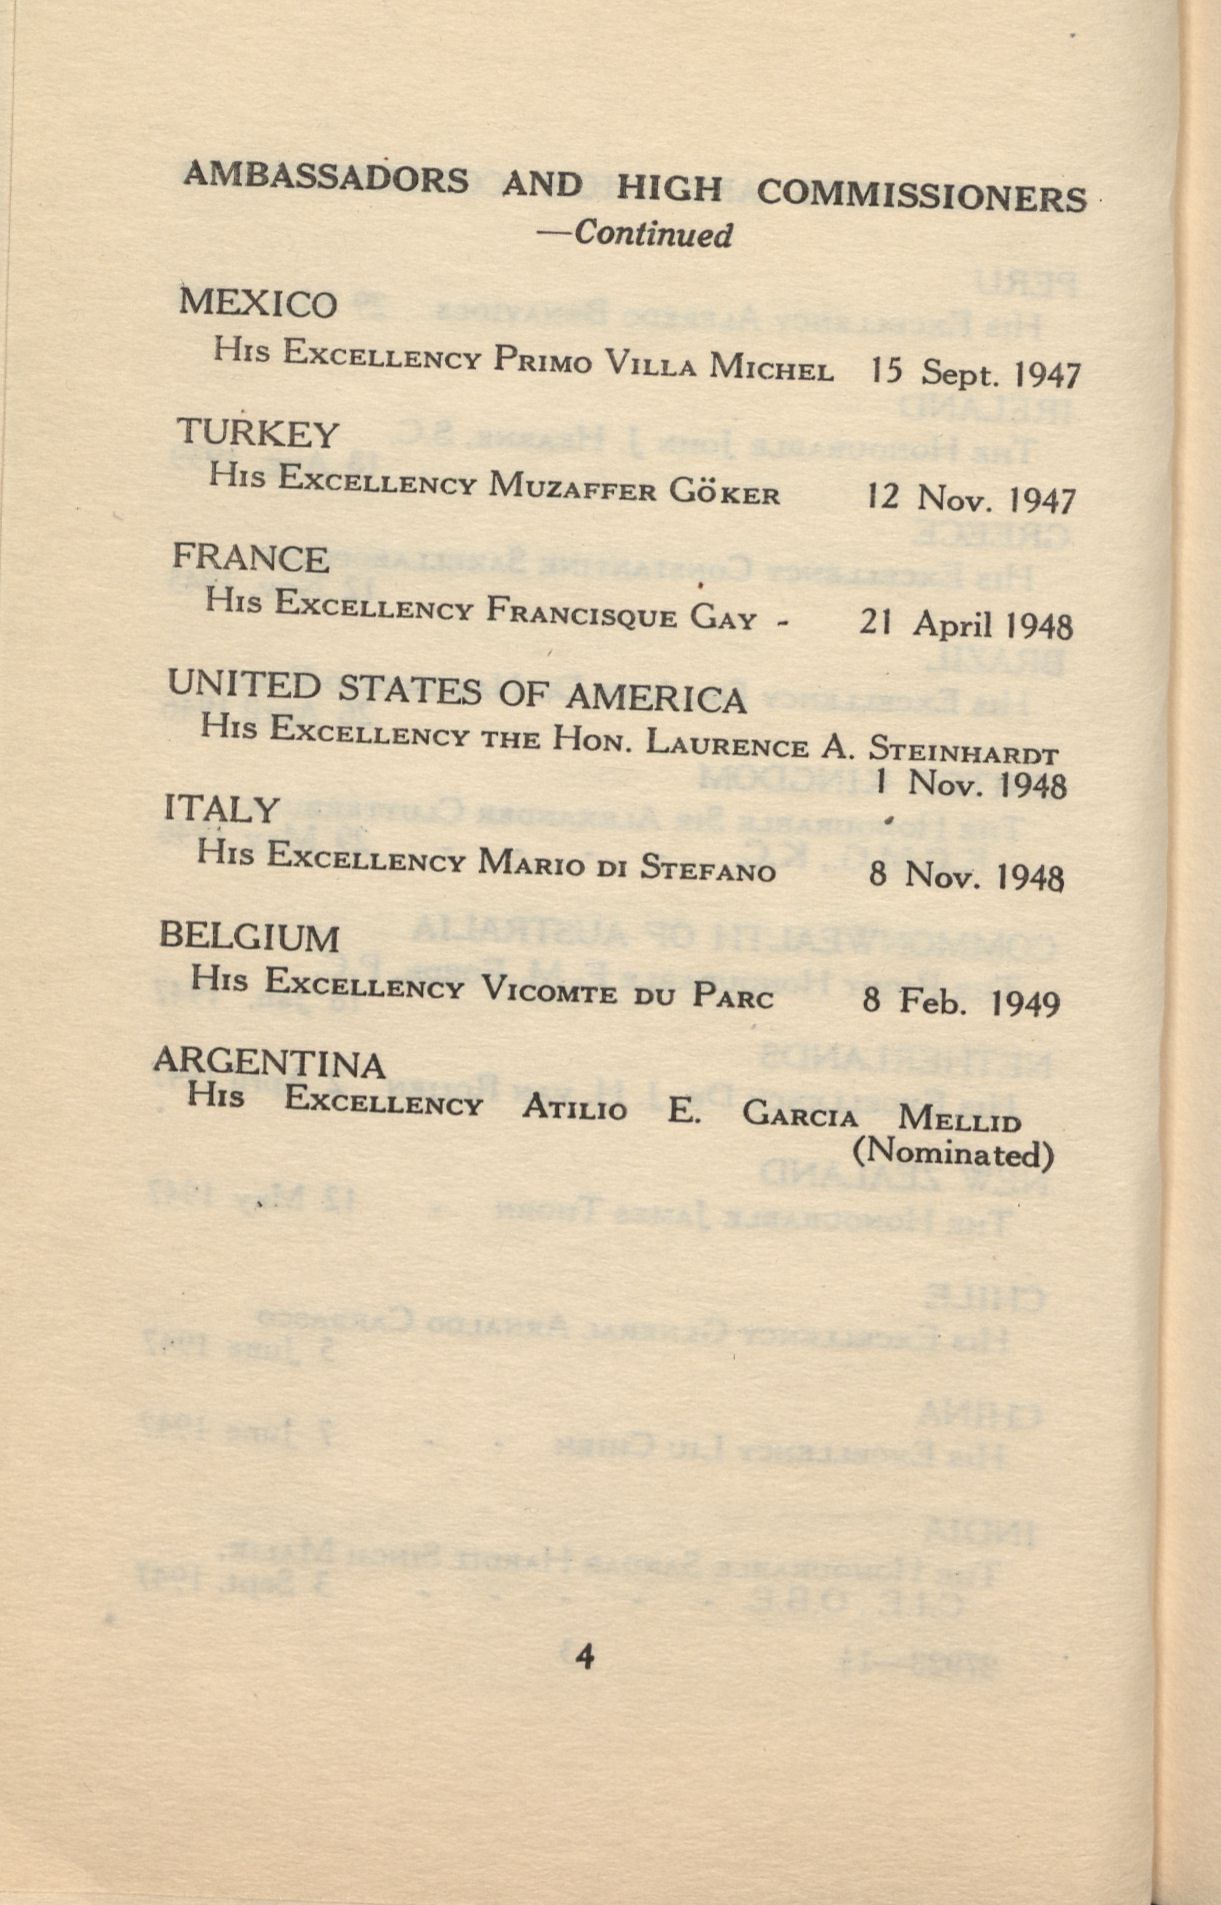 AMBASSADORS AND HIGH COMMISSIONERS
—Continued
MEXICO
His Excellency Primo Villa Michel 15 Sept. 1947
TURKEY
His Excellency Muzaffer Göker 12 Nov. 1947
FRANCE
His Excellency Francisque Gay - 21 April 1948
UNITED STATES OF AMERICA
His Excellency the Hon. Laurence A. Steinhardt
1 Nov. 1948
ITALY
His Excellency Mario di Stefano 8 Nov. 1948
BELGIUM
His Excellency Vicomte du Parc 8 Feb. 1949
ARGENTINA
His Excellency Atilio E. Garcia Mellid
(Nominated)
4